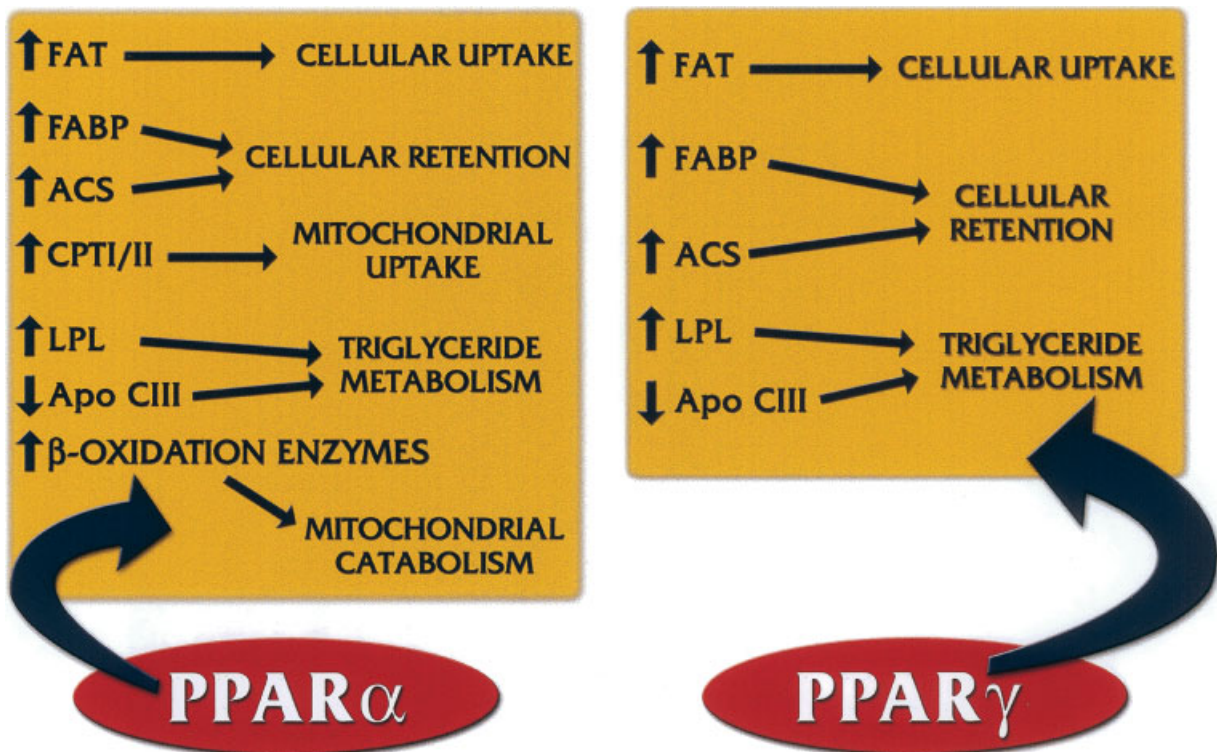 FAT CELLULAR UPTAKE
FABP
CELLULAR RETENTION
ACS
CPTI/II
MITOCHONDRIAL
UPTAKE
LPL
TRIGLYCERIDE
METABOLISM
Apo CIII
β-OXIDATION ENZYMES
MITOCHONDRIAL
CATABOLISM
PPARα
FAT CELLULAR UPTAKE
FABP
CELLULAR
RETENTION
ACS
LPL
TRIGLYCERIDE
METABOLISM
Apo CIII
PPARγ